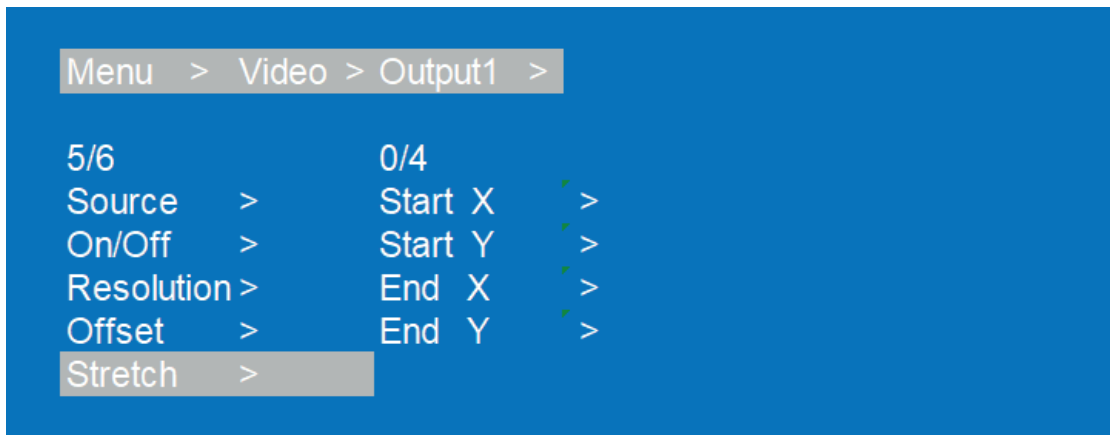 Menu > Video > Output1 >
5/6 0/4
Source > Start X >
On/Off > Start Y >
Resolution > End X >
Offset > End Y >
Stretch >